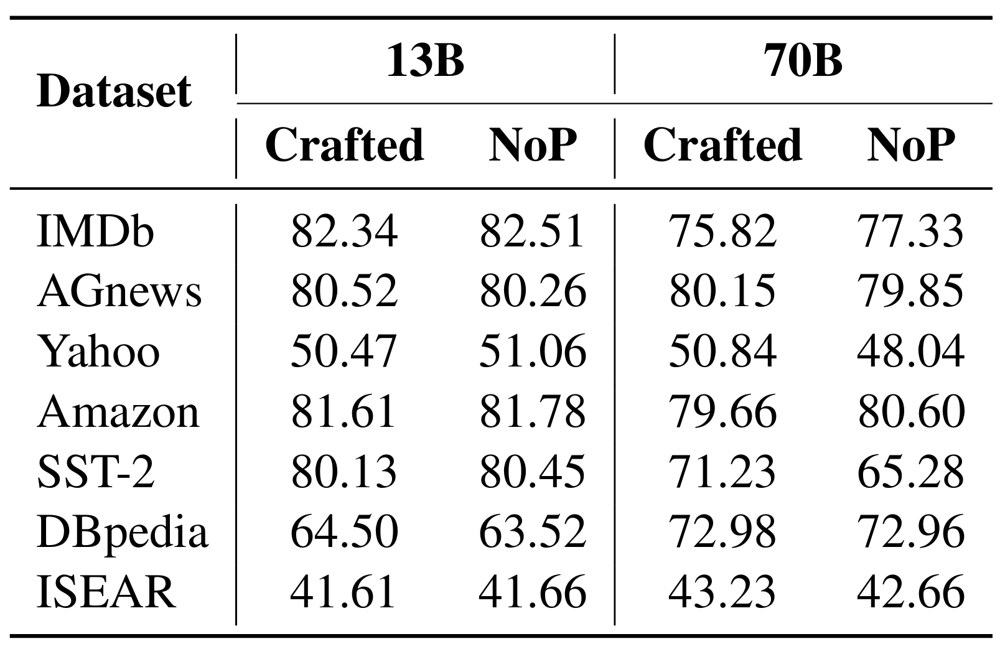 Dataset 13B 70B
Crafted NoP Crafted NoP
IMDb 82.34 82.51 75.82 77.33
AGnews 80.52 80.26 80.15 79.85
Yahoo 50.47 51.06 50.84 48.04
Amazon 81.61 81.78 79.66 80.60
SST-2 80.13 80.45 71.23 65.28
DBpedia 64.50 63.52 72.98 72.96
ISEAR 41.61 41.66 43.23 42.66